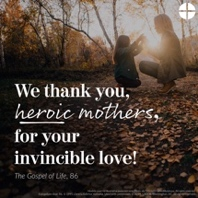 We thank you,
heroic mothers,
for your
invincible love!
The Gospel of Life, 86